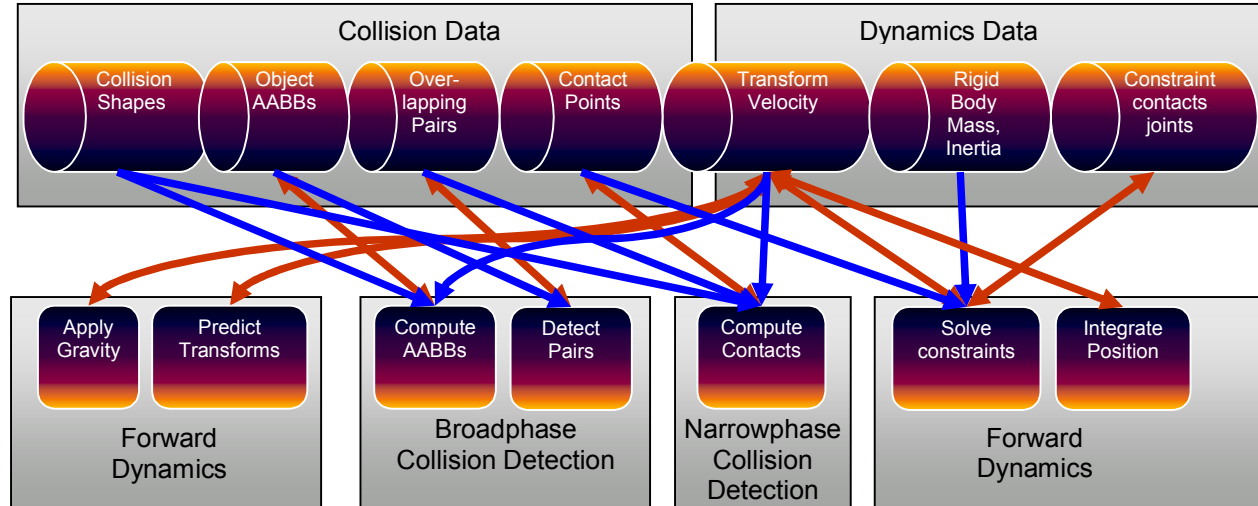 Collision Data
Dynamics Data
Collision
Shapes
Object
AABBs
Over-
lapping
Pairs
Contact
Points
Transform
Velocity
Rigid
Body
Mass,
Inertia
Constraint
contacts
joints
Apply
Gravity
Predict
Transforms
Compute
AABBs
Detect
Pairs
Compute
Contacts
Solve
constraints
Integrate
Position
Forward
Dynamics
Broadphase
Collision Detection
Narrowphase
Collision
Detection
Forward
Dynamics